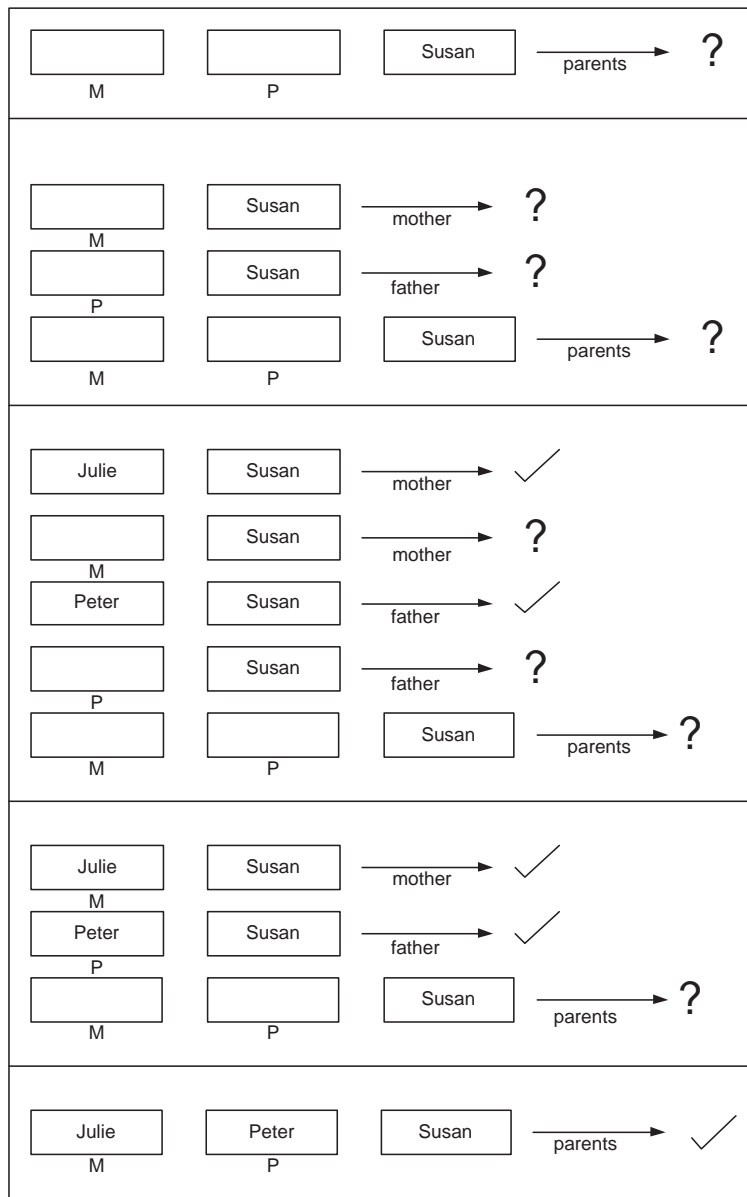 Susan parents ?
M P
Susan mother ?
M
Susan father ?
P
Susan parents ?
M P
Julie Susan mother
Susan mother ?
M
Peter Susan father
Susan father ?
P
Susan parents ?
M P
Julie Susan mother
M
Peter Susan father
P
Susan parents ?
M P
Julie Peter Susan parents
M P